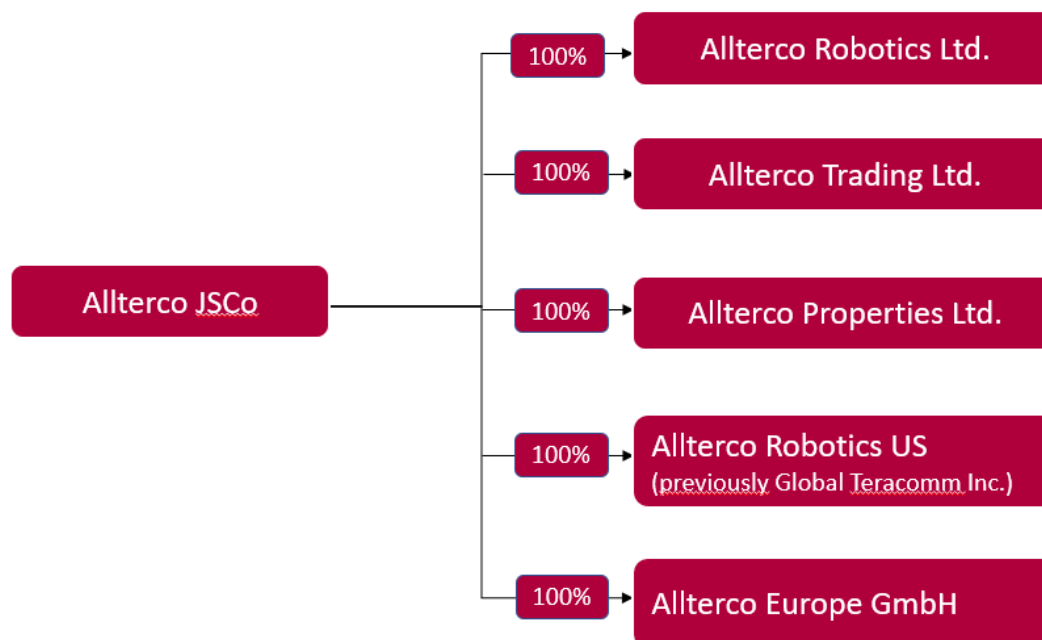 100%
Allterco Robotics Ltd.
100%
Allterco Trading Ltd.
Allterco JSCo
100%
Allterco Properties Ltd.
100%
Allterco Robotics US
(previously Global Teracomm Inc.)
100%
Allterco Europe GmbH